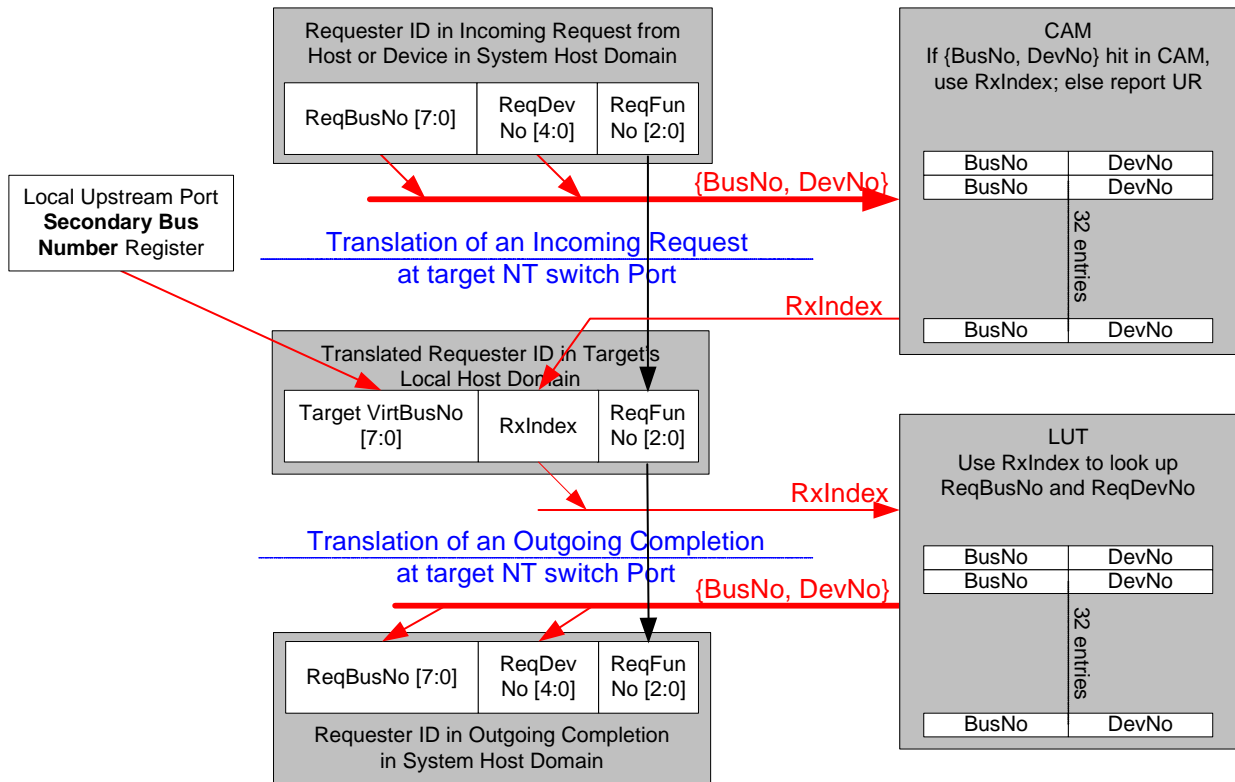 Requester ID in Incoming Request from
Host or Device in System Host Domain
ReqBusNo [7:0]
ReqDev
No [4:0]
ReqFun
No [2:0]
CAM
If {BusNo, DevNo} hit in CAM,
use RxIndex; else report UR
BusNo DevNo
BusNo DevNo
32 entries
BusNo DevNo
{BusNo, DevNo}
Local Upstream Port
Secondary Bus
Number Register
Translation of an Incoming Request
at target NT switch Port
RxIndex
Translated Requester ID in Target's
Local Host Domain
Target VirtBusNo
[7:0]
RxIndex
ReqFun
No [2:0]
LUT
Use RxIndex to look up
ReqBusNo and ReqDevNo
BusNo DevNo
BusNo DevNo
32 entries
BusNo DevNo
RxIndex
Translation of an Outgoing Completion
at target NT switch Port
{BusNo, DevNo}
ReqBusNo [7:0]
ReqDev
No [4:0]
ReqFun
No [2:0]
Requester ID in Outgoing Completion
in System Host Domain